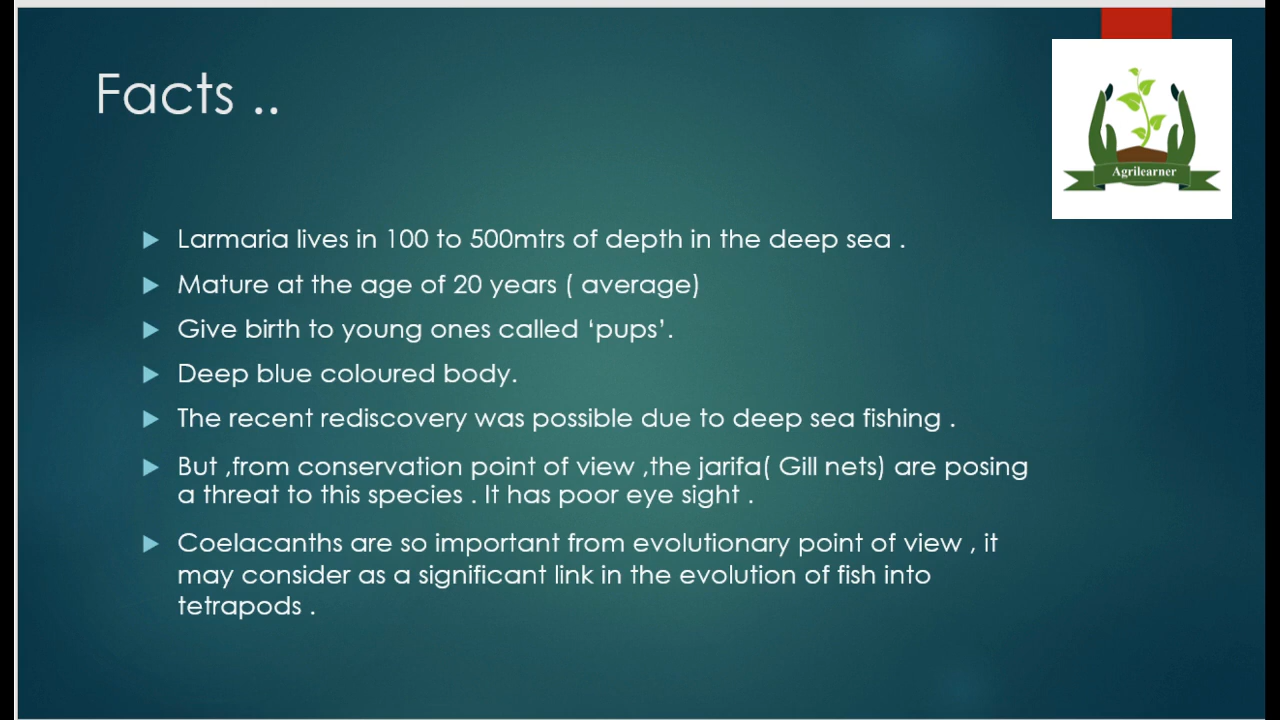 Facts ..
Agrilearner
Larmaria lives in 100 to 500mtrs of depth in the deep sea .
Mature at the age of 20 years ( average)
Give birth to young ones called ‘pups’.
Deep blue coloured body.
The recent rediscovery was possible due to deep sea fishing .
But ,from conservation point of view ,the jarifa( Gill nets) are posing
a threat to this species . It has poor eye sight .
Coelacanths are so important from evolutionary point of view , it
may consider as a significant link in the evolution of fish into
tetrapods .